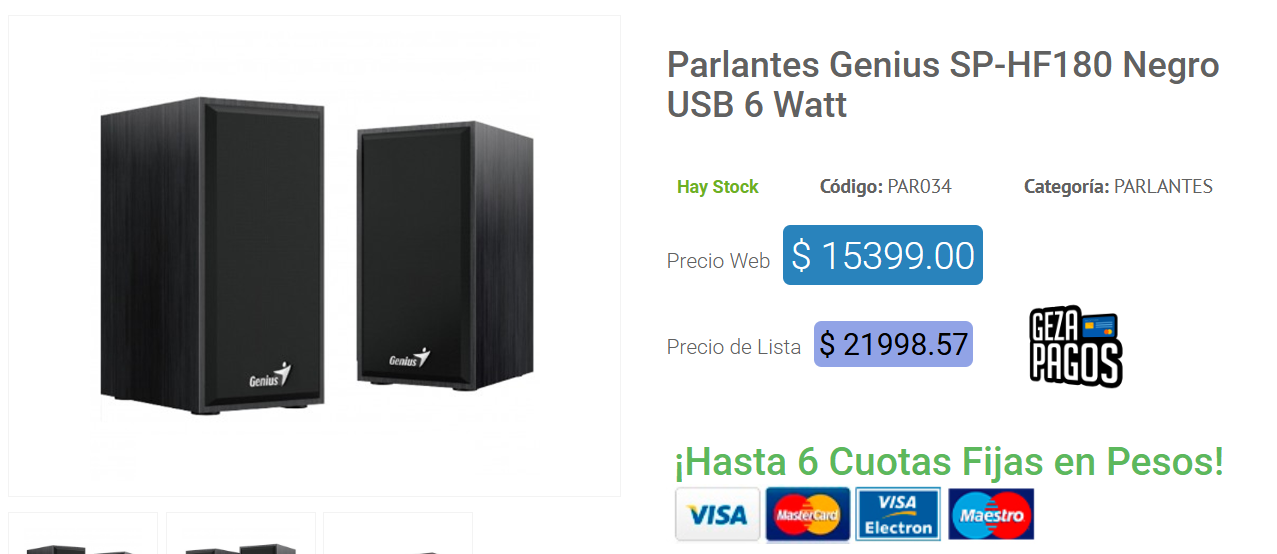 Parlantes Genius SP-HF180 Negro
USB 6 Watt
Hay Stock
Código: PAR034
Categoría: PARLANTES
Precio Web $ 15399.00
Precio de Lista $ 21998.57
GEZA
PAGOS
¡Hasta 6 Cuotas Fijas en Pesos!
VISA
MasterCard
VISA
Electron
Maestro
Genius
Genius